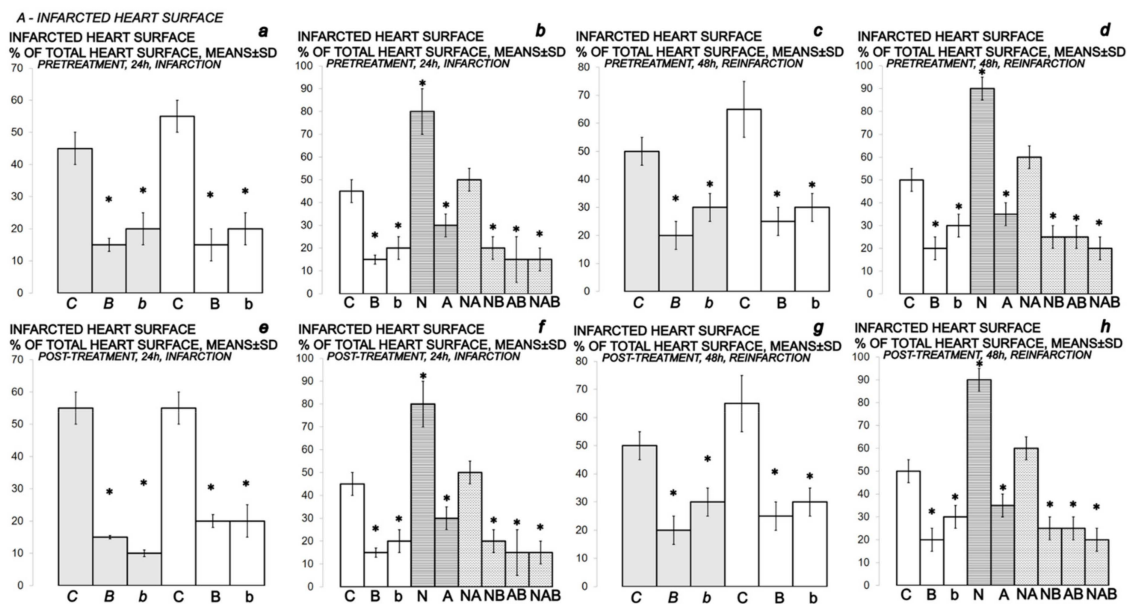 A - INFARCTED HEART SURFACE
a
INFARCTED HEART SURFACE
% OF TOTAL HEART SURFACE, MEANS±SD
PRETREATMENT, 24h, INFARCTION
70
60
50
40
30
20
10
0
* * * *
C B b C B b
b
INFARCTED HEART SURFACE
% OF TOTAL HEART SURFACE, MEANS±SD
PRETREATMENT, 24h, INFARCTION
100
90
80
70
60
50
40
30
20
10
0
* * * * * * *
C B b N A NA NB AB NAB
c
INFARCTED HEART SURFACE
% OF TOTAL HEART SURFACE, MEANS±SD
PRETREATMENT, 48h, REINFARCTION
80
70
60
50
40
30
20
10
0
* * * *
C B b C B b
d
INFARCTED HEART SURFACE
% OF TOTAL HEART SURFACE, MEANS±SD
PRETREATMENT, 48h, REINFARCTION
100
90
80
70
60
50
40
30
20
10
0
* * * * * * *
C B b N A NA NB AB NAB
e
INFARCTED HEART SURFACE
% OF TOTAL HEART SURFACE, MEANS±SD
POST-TREATMENT, 24h, INFARCTION
70
60
50
40
30
20
10
0
* * * *
C B b C B b
f
INFARCTED HEART SURFACE
% OF TOTAL HEART SURFACE, MEANS±SD
POST-TREATMENT, 24h, INFARCTION
100
90
80
70
60
50
40
30
20
10
0
* * * * * * *
C B b N A NA NB AB NAB
g
INFARCTED HEART SURFACE
% OF TOTAL HEART SURFACE, MEANS±SD
POST-TREATMENT, 48h, REINFARCTION
80
70
60
50
40
30
20
10
0
* * * *
C B b C B b
h
INFARCTED HEART SURFACE
% OF TOTAL HEART SURFACE, MEANS±SD
POST-TREATMENT, 48h, REINFARCTION
100
90
80
70
60
50
40
30
20
10
0
* * * * * * *
C B b N A NA NB AB NAB